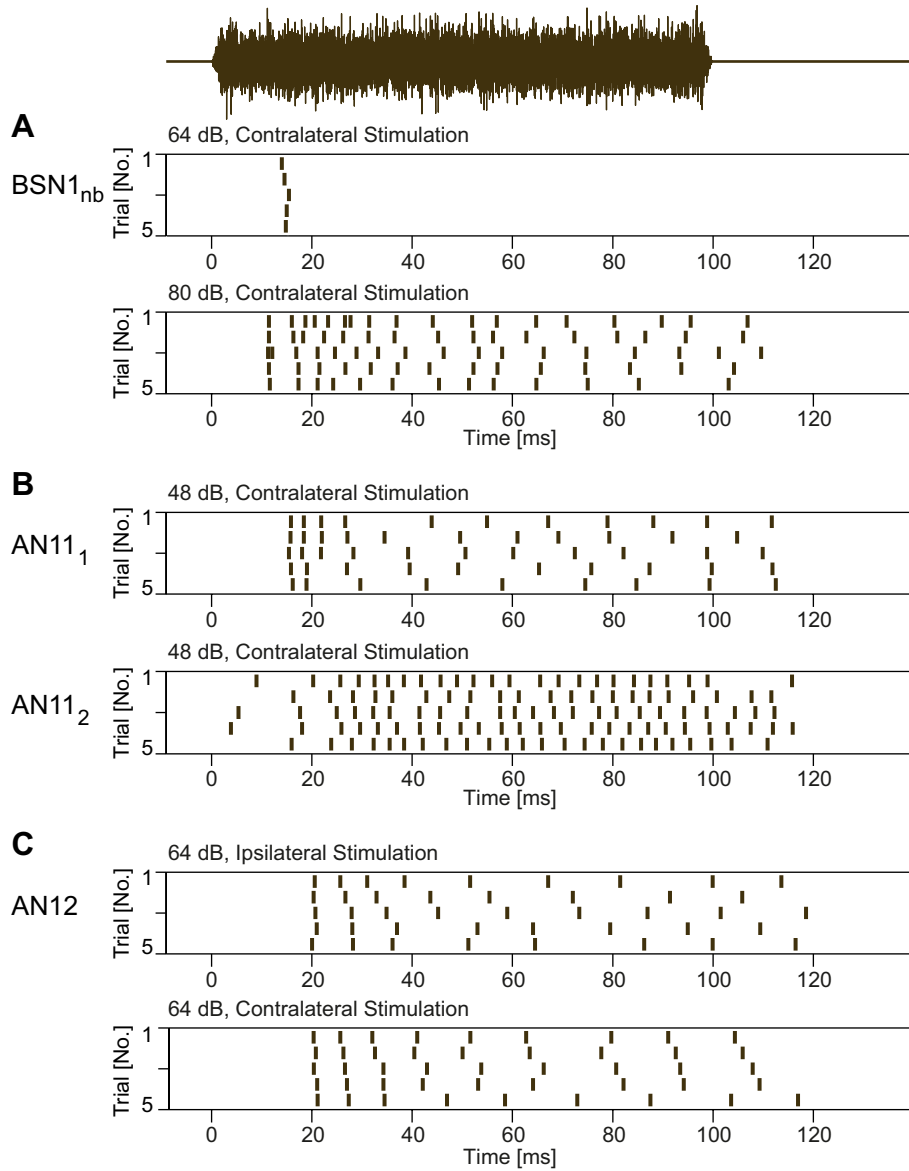 A
64 dB, Contralateral Stimulation
BSN1nb
Trial [No.]
1
5
0 20 40 60 80 100 120
80 dB, Contralateral Stimulation
Trial [No.]
1
5
0 20 40 60 80 100 120
Time [ms]
B
48 dB, Contralateral Stimulation
AN11 1
Trial [No.]
1
5
0 20 40 60 80 100 120
48 dB, Contralateral Stimulation
AN11 2
Trial [No.]
1
5
0 20 40 60 80 100 120
Time [ms]
C
64 dB, Ipsilateral Stimulation
AN12
Trial [No.]
1
5
0 20 40 60 80 100 120
64 dB, Contralateral Stimulation
Trial [No.]
1
5
0 20 40 60 80 100 120
Time [ms]